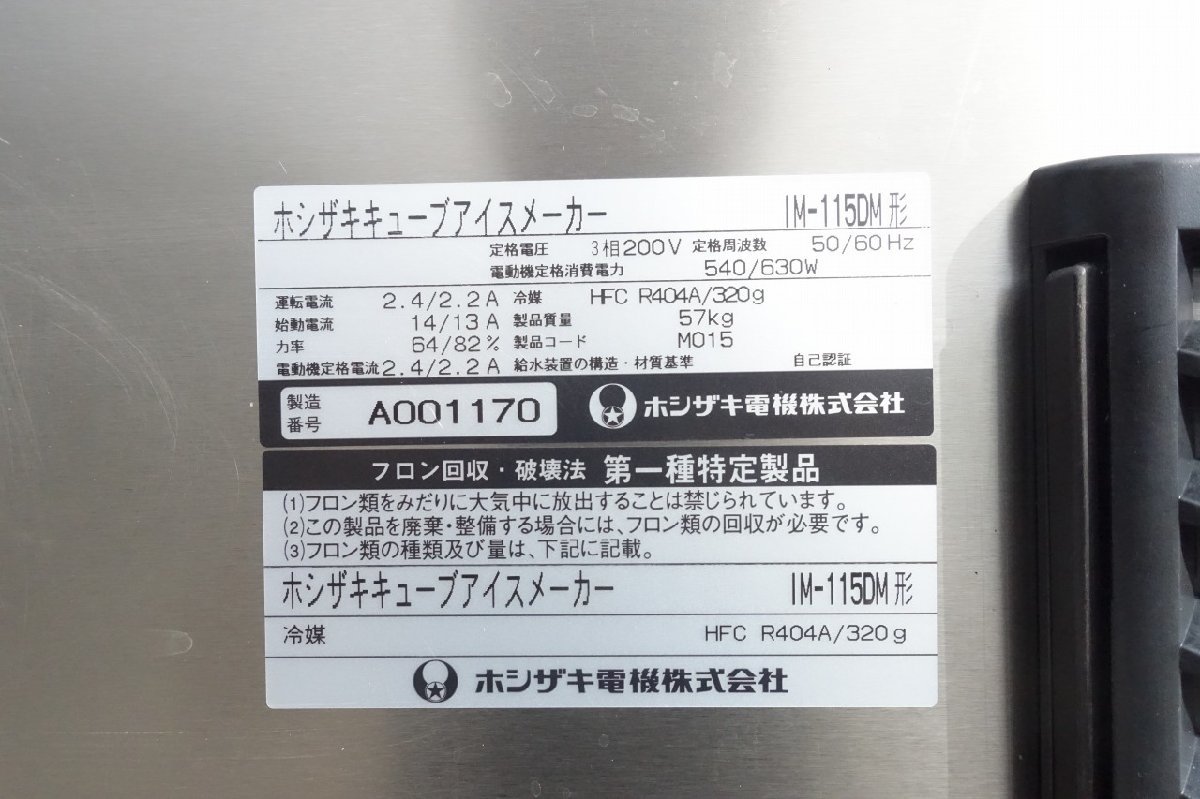 ホシザキキューブアイスメーカー IM-115DM形
定格電圧 3相200V 定格周波数 50/60Hz
電動機定格消費電力 540/630W
運転電流 2.4/2.2A 冷媒 HFC R404A/320g
始動電流 14/13A 製品質量 57kg
力率 64/82% 製品コード M015
電動機定格電流 2.4/2.2A 給水装置の構造・材質基準 自己認証
製造番号 A001170 ホシザキ電機株式会社
フロン回収・破壊法 第一種特定製品
(1)フロン類をみだりに大気中に放出することは禁じられています。
(2)この製品を廃棄・整備する場合には、フロン類の回収が必要です。
(3)フロン類の種類及び量は、下記に記載。
ホシザキキューブアイスメーカー IM-115DM形
冷媒 HFC R404A/320g
ホシザキ電機株式会社